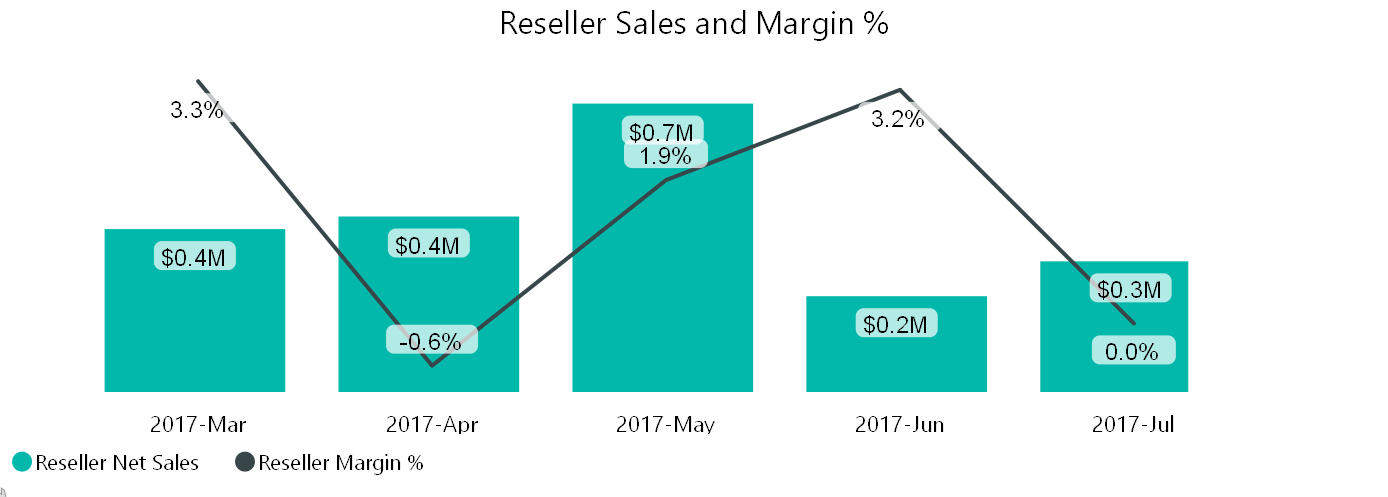 Reseller Sales and Margin %
3.3%
3.2%
$0.7M
1.9%
$0.4M
$0.4M
$0.3M
$0.2M
-0.6%
0.0%
2017-Mar
2017-Apr
2017-May
2017-Jun
2017-Jul
Reseller Net Sales
Reseller Margin %